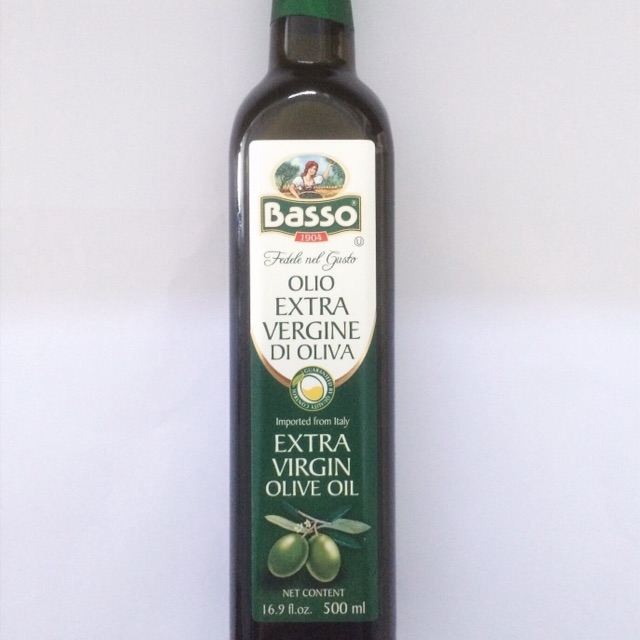 Basso
1904
Fedele nel Gusto
OLIO
EXTRA
VERGINE
DI OLIVA
Imported from Italy
EXTRA
VIRGIN
OLIVE OIL
NET CONTENT
16.9 fl.oz. 500 ml